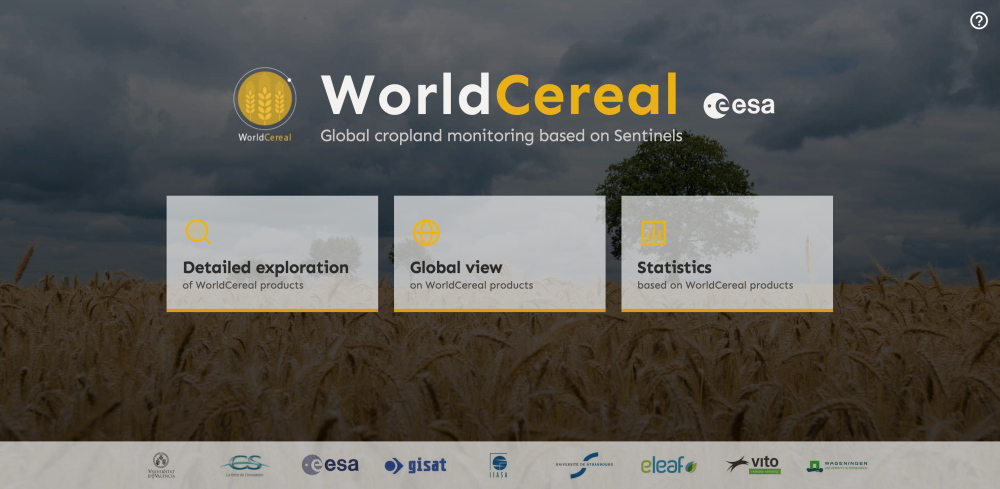 WorldCereal
esa
WorldCereal
Global cropland monitoring based on Sentinels
Detailed exploration
of WorldCereal products
Global view
on WorldCereal products
Statistics
based on WorldCereal products
CS
esa
gisat
IIASA
UNIVERSITÉ DE STRASBOURG
eleaf
vito
WAGENINGEN